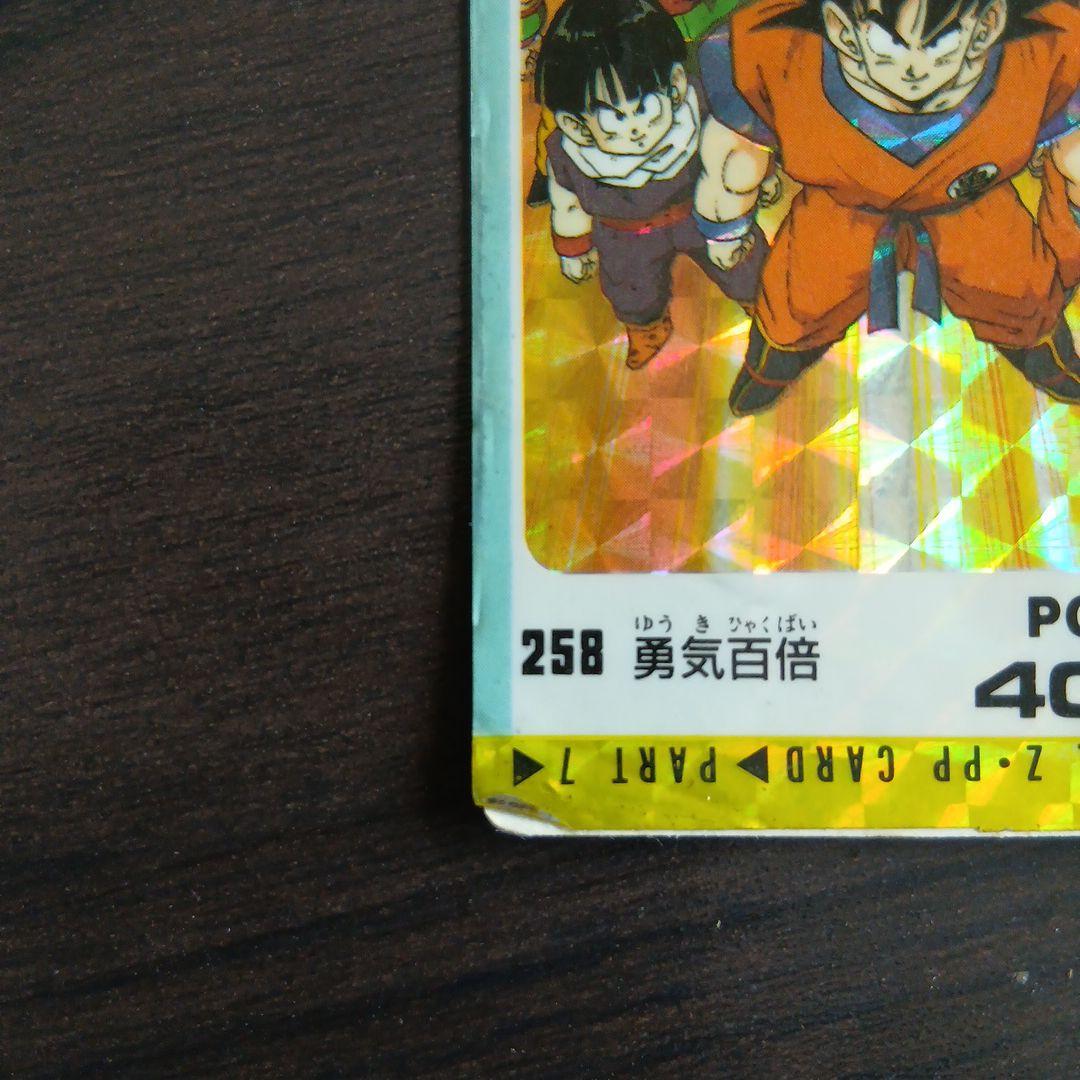 258 勇気百倍
ゆうきひゃくばい
PO
40
Z・PP CARD▶PART 7▶